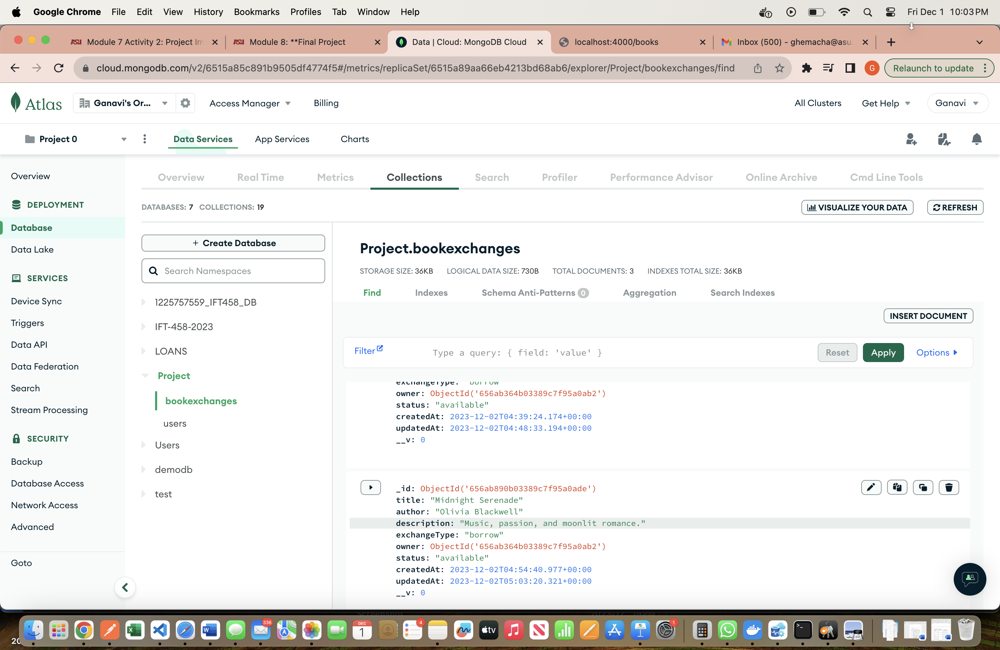 Google Chrome File Edit View History Bookmarks Profiles Tab Window Help Fri Dec 1 10:03 PM
ASU Module 7 Activity 2: Project Im ASU Module 8: **Final Project Data | Cloud: MongoDB Cloud localhost:4000/books Inbox (500) - ghemacha@asu.
cloud.mongodb.com/v2/6515a85c891b9505df4774f5#/metrics/replicaSet/6515a89aa66eb4213bd68ab6/explorer/Project/bookexchanges/find G Relaunch to update
Atlas Ganavi's Or... Access Manager Billing All Clusters Get Help Ganavi
Project 0 Data Services App Services Charts
Overview
DEPLOYMENT
Database
Data Lake
SERVICES
Device Sync
Triggers
Data API
Data Federation
Search
Stream Processing
SECURITY
Backup
Database Access
Network Access
Advanced
Goto
Overview Real Time Metrics Collections Search Profiler Performance Advisor Online Archive Cmd Line Tools
DATABASES: 7 COLLECTIONS: 19 VISUALIZE YOUR DATA REFRESH
+ Create Database
Search Namespaces
1225757559_IFT458_DB
IFT-458-2023
LOANS
Project
bookexchanges
users
Users
demodb
test
Project.bookexchanges
STORAGE SIZE: 36KB LOGICAL DATA SIZE: 730B TOTAL DOCUMENTS: 3 INDEXES TOTAL SIZE: 36KB
Find Indexes Schema Anti-Patterns 0 Aggregation Search Indexes
INSERT DOCUMENT
Filter Type a query: { field: 'value' } Reset Apply Options
exchangeType: "borrow"
owner: ObjectId('656ab364b03389c7f95a0ab2')
status: "available"
createdAt: 2023-12-02T04:39:24.174+00:00
updatedAt: 2023-12-02T04:48:33.194+00:00
__v: 0
_id: ObjectId('656ab890b03389c7f95a0ade')
title: "Midnight Serenade"
author: "Olivia Blackwell"
description: "Music, passion, and moonlit romance."
exchangeType: "borrow"
owner: ObjectId('656ab364b03389c7f95a0ab2')
status: "available"
createdAt: 2023-12-02T04:54:40.977+00:00
updatedAt: 2023-12-02T05:03:20.321+00:00
__v: 0
336 DEC 1 4 tv 1
20